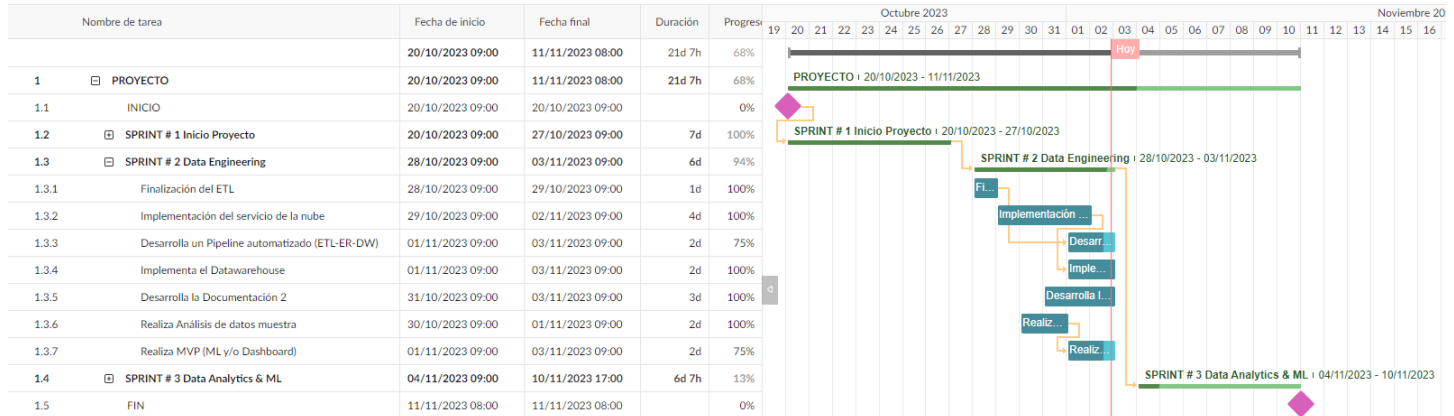 Nombre de tarea Fecha de inicio Fecha final Duración Progreso Octubre 2023 Noviembre 20
19 20 21 22 23 24 25 26 27 28 29 30 31 01 02 03 04 05 06 07 08 09 10 11 12 13 14 15 16
20/10/2023 09:00 11/11/2023 08:00 21d 7h 68% Hoy
1 PROYECTO 20/10/2023 09:00 11/11/2023 08:00 21d 7h 68% PROYECTO 20/10/2023 - 11/11/2023
1.1 INICIO 20/10/2023 09:00 20/10/2023 09:00 0%
1.2 SPRINT # 1 Inicio Proyecto 20/10/2023 09:00 27/10/2023 09:00 7d 100% SPRINT # 1 Inicio Proyecto 20/10/2023 - 27/10/2023
1.3 SPRINT # 2 Data Engineering 28/10/2023 09:00 03/11/2023 09:00 6d 94% SPRINT # 2 Data Engineering 28/10/2023 - 03/11/2023
1.3.1 Finalización del ETL 28/10/2023 09:00 29/10/2023 09:00 1d 100% Fi...
1.3.2 Implementación del servicio de la nube 29/10/2023 09:00 02/11/2023 09:00 4d 100% Implementación ...
1.3.3 Desarrolla un Pipeline automatizado (ETL-ER-DW) 01/11/2023 09:00 03/11/2023 09:00 2d 75% Desarr...
1.3.4 Implementa el Datawarehouse 01/11/2023 09:00 03/11/2023 09:00 2d 100% Imple...
1.3.5 Desarrolla la Documentación 2 31/10/2023 09:00 03/11/2023 09:00 3d 100% Desarrolla l...
1.3.6 Realiza Análisis de datos muestra 30/10/2023 09:00 01/11/2023 09:00 2d 100% Realiz...
1.3.7 Realiza MVP (ML y/o Dashboard) 01/11/2023 09:00 03/11/2023 09:00 2d 75% Realiz...
1.4 SPRINT # 3 Data Analytics & ML 04/11/2023 09:00 10/11/2023 17:00 6d 7h 13% SPRINT # 3 Data Analytics & ML 04/11/2023 - 10/11/2023
1.5 FIN 11/11/2023 08:00 11/11/2023 08:00 0%